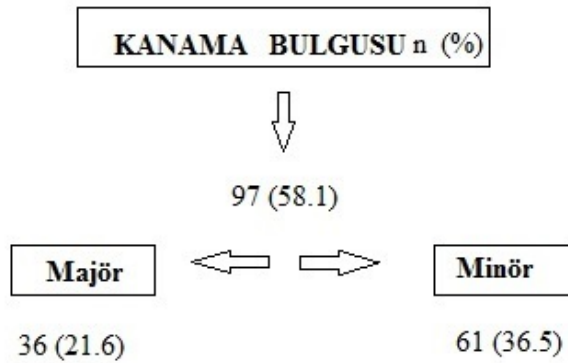 KANAMA BULGUSU n (%)
97 (58.1)
Majör
Minör
36 (21.6)
61 (36.5)